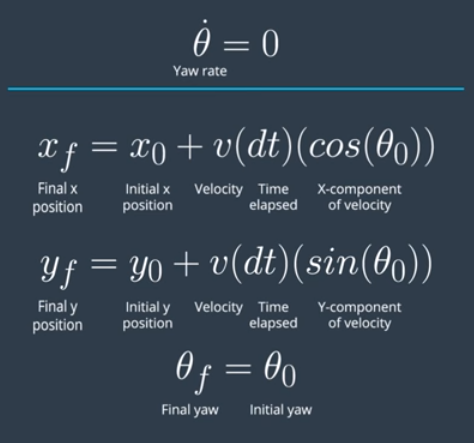 θ̇ = 0
Yaw rate
x_f = x_0 + v(dt)(cos(θ_0))
Final x position Initial x position Velocity Time elapsed X-component of velocity
y_f = y_0 + v(dt)(sin(θ_0))
Final y position Initial y position Velocity Time elapsed Y-component of velocity
θ_f = θ_0
Final yaw Initial yaw